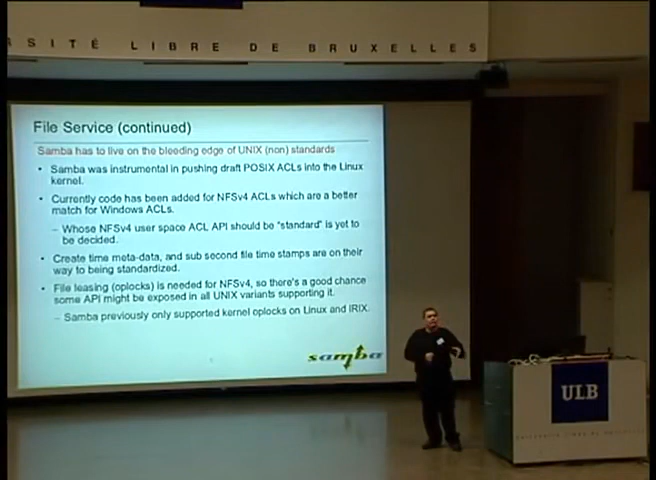 SITÉ LIBRE DE BRUXELLES
File Service (continued)
Samba has to live on the bleeding edge of UNIX (non) standards
• Samba was instrumental in pushing draft POSIX ACLs into the Linux
kernel.
• Currently code has been added for NFSv4 ACLs which are a better
match for Windows ACLs.
– Whose NFSv4 user space ACL API should be "standard" is yet to
be decided.
• Create time meta-data, and sub second file time stamps are on their
way to being standardized.
• File leasing (oplocks) is needed for NFSv4, so there's a good chance
some API might be exposed in all UNIX variants supporting it.
– Samba previously only supported kernel oplocks on Linux and IRIX.
samba
ULB